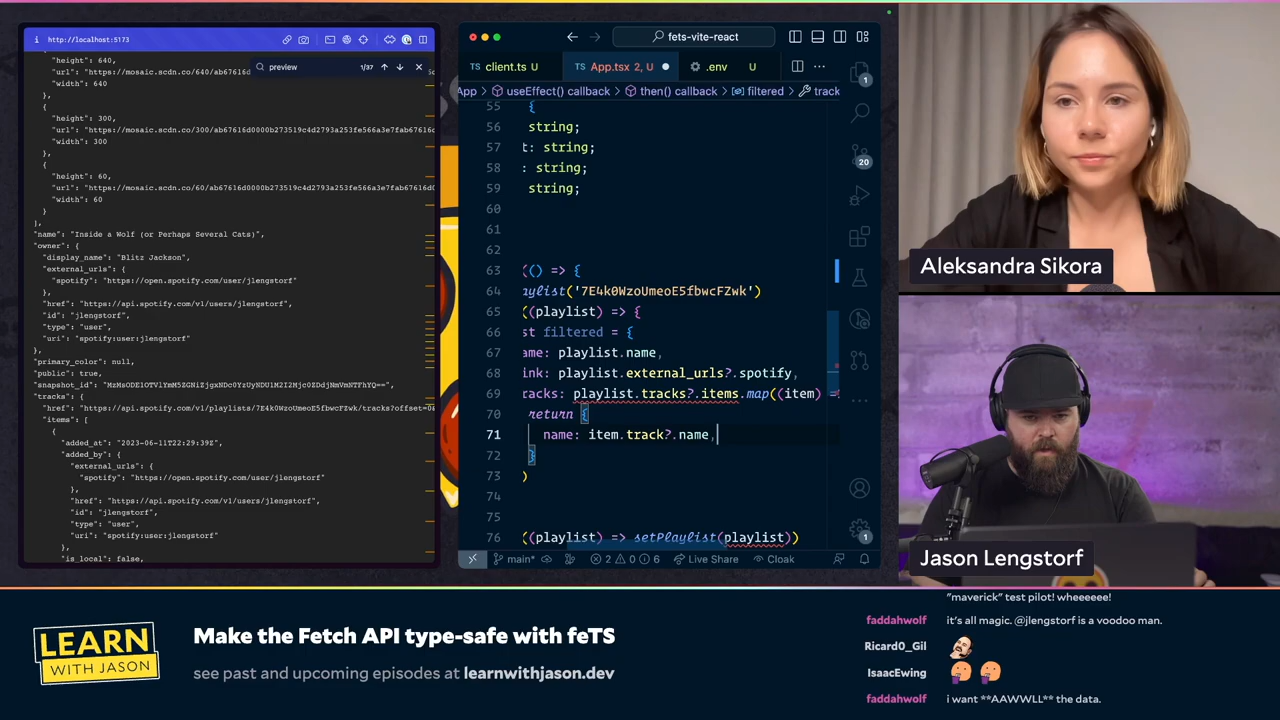 http://localhost:5173
"height": 640,
"url": "https://mosaic.scdn.co/640/ab67616d
"width": 640
},
{
"height": 300,
"url": "https://mosaic.scdn.co/300/ab67616d0000b273519c4d2793a253fe566a3e7fab67616dc
"width": 300
},
{
"height": 60,
"url": "https://mosaic.scdn.co/60/ab67616d0000b273519c4d2793a253fe566a3e7fab67616d0
"width": 60
}
],
"name": "Inside a Wolf (or Perhaps Several Cats)",
"owner": {
"display_name": "Blitz Jackson",
"external_urls": {
"spotify": "https://open.spotify.com/user/jlengstorf"
},
"href": "https://api.spotify.com/v1/users/jlengstorf",
"id": "jlengstorf",
"type": "user",
"uri": "spotify:user:jlengstorf"
},
"primary_color": null,
"public": true,
"tracks": {
"href": "https://api.spotify.com/v1/playlists/7E4k0WzoUmeoE5fbwcFZwk/tracks?offset=0&
"items": [
{
"added_at": "2023-06-11T22:29:39Z",
"added_by": {
"external_urls": {
"spotify": "https://open.spotify.com/user/jlengstorf"
},
"href": "https://api.spotify.com/v1/users/jlengstorf",
"id": "jlengstorf",
"type": "user",
"uri": "spotify:user:jlengstorf"
},
"is_local": false,
preview
1/37
fets-vite-react
client.ts U
App.tsx 2, U
.env U
App useEffect() callback then() callback filtered track
55 {
56 string;
57 t: string;
58 : string;
59 string;
60
61
62
63 (() => {
64 aylist('7E4k0WzoUmeoE5fbwcFZwk')
65 ((playlist) => {
66 st filtered = {
67 ame: playlist.name,
68 ink: playlist.external_urls?.spotify,
69 racks: playlist.tracks?.items.map((item) =
70 return {
71 name: item.track?.name,
72 }
73 )
74
75
76 ((playlist) => setPlaylist(playlist))
main* 2 0 6 Live Share Cloak
1
20
1
Aleksandra Sikora
Jason Lengstorf
LEARN
WITH JASON
Make the Fetch API type-safe with feTS
see past and upcoming episodes at learnwithjason.dev
"maverick" test pilot! wheeeeee!
faddahwolf it's all magic. @jlengstorf is a voodoo man.
Ricard0_Gil
IsaacEwing
faddahwolf i want **AAWWLL** the data.